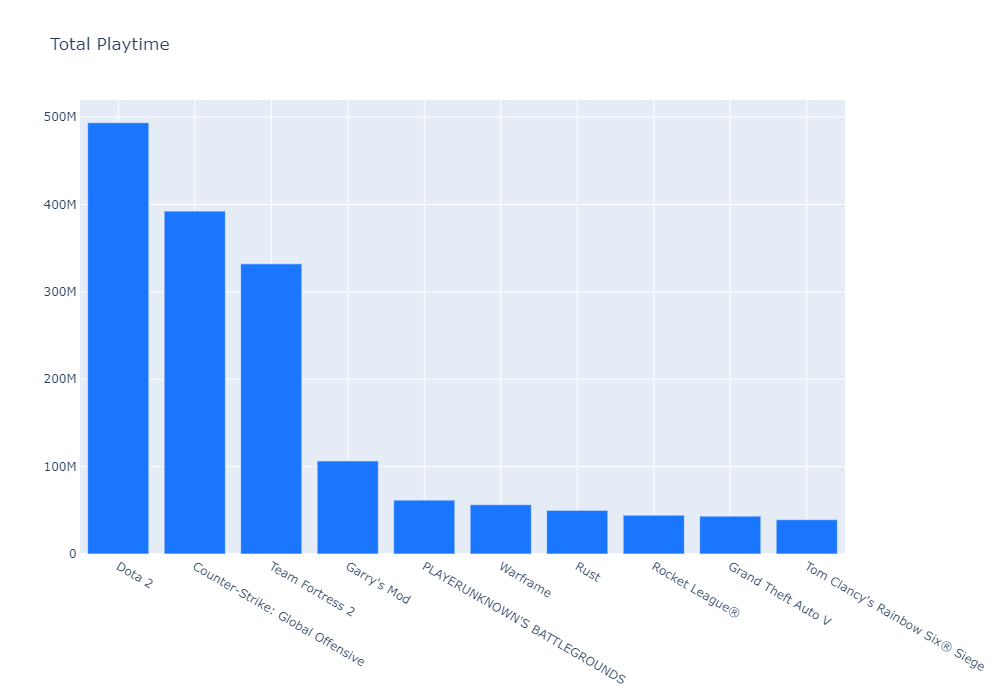 Total Playtime
500M
400M
300M
200M
100M
0
Dota 2
Counter-Strike: Global Offensive
Team Fortress 2
Garry's Mod
PLAYERUNKNOWN'S BATTLEGROUNDS
Warframe
Rust
Rocket League®
Grand Theft Auto V
Tom Clancy's Rainbow Six® Siege